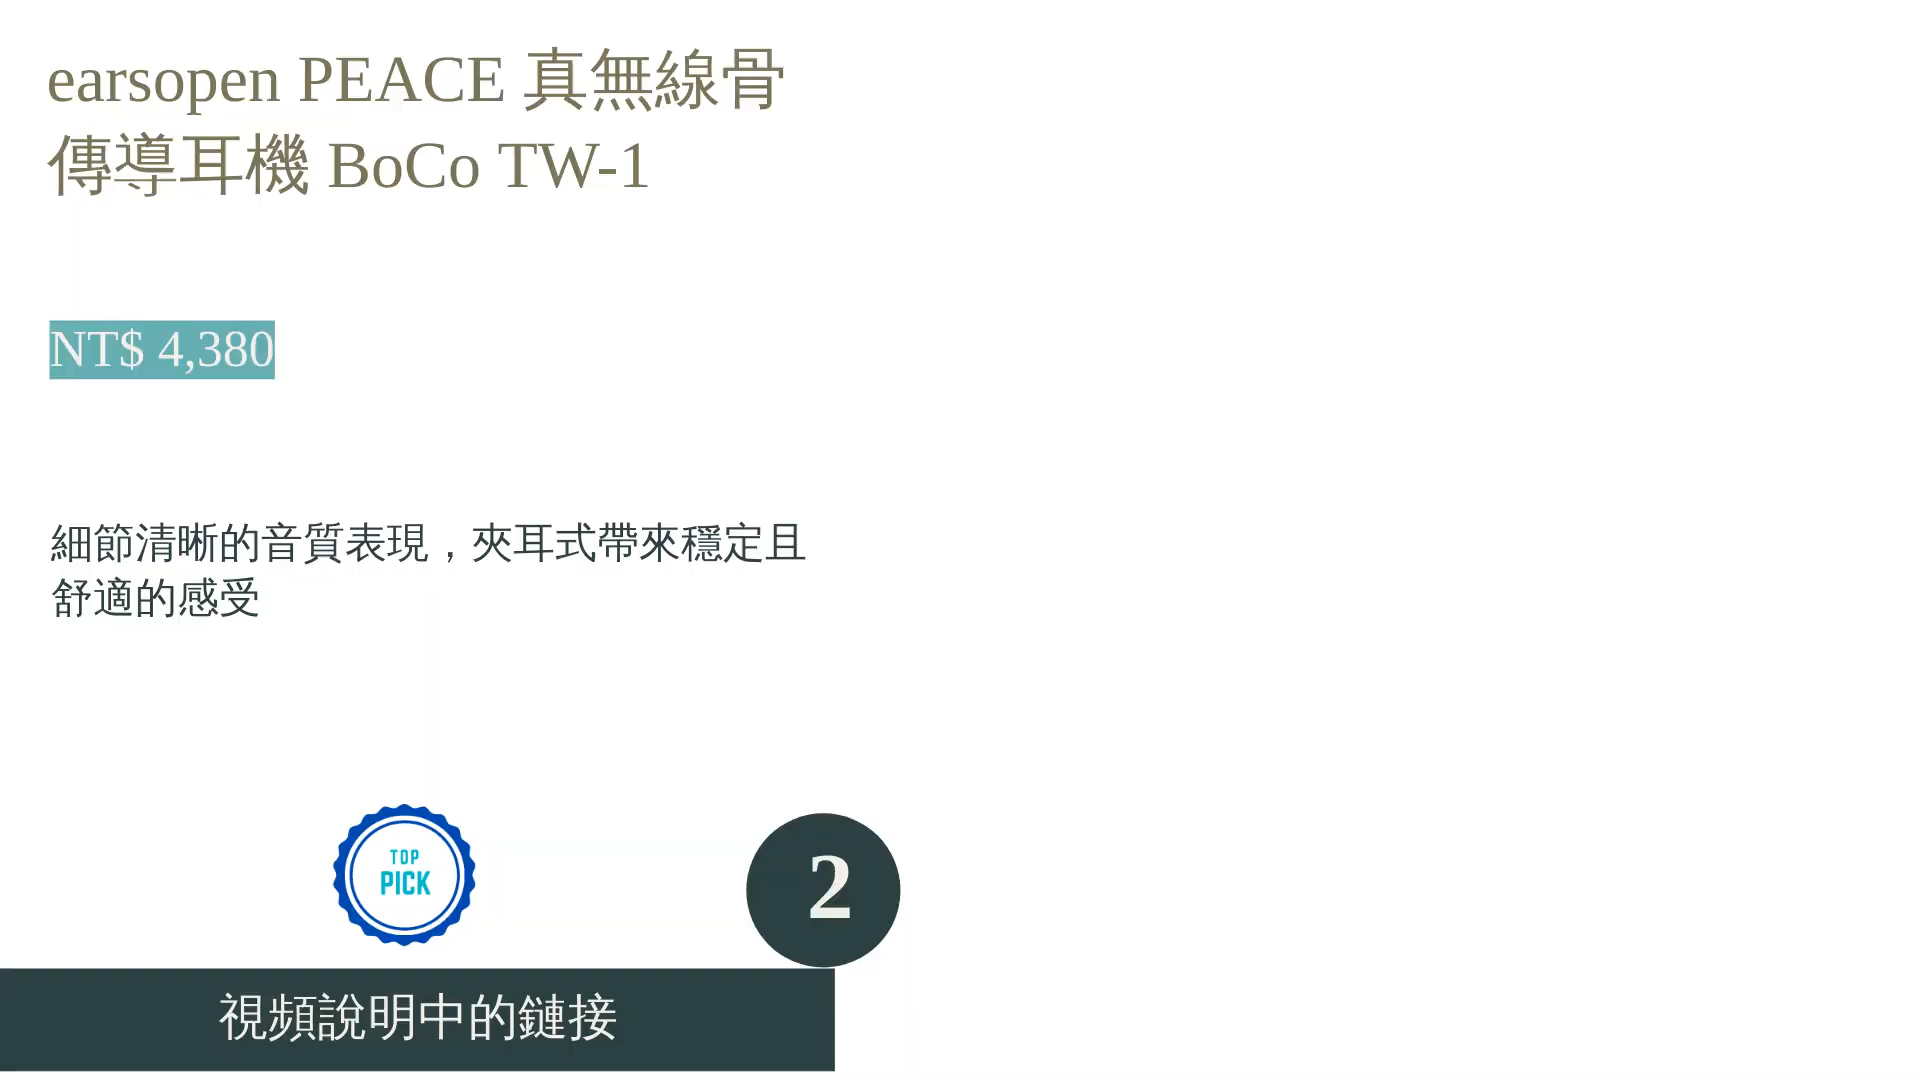 earsopen PEACE 真無線骨
傳導耳機 BoCo TW-1
NT$ 4,380
細節清晰的音質表現，夾耳式帶來穩定且
舒適的感受
TOP
PICK
2
視頻說明中的鏈接